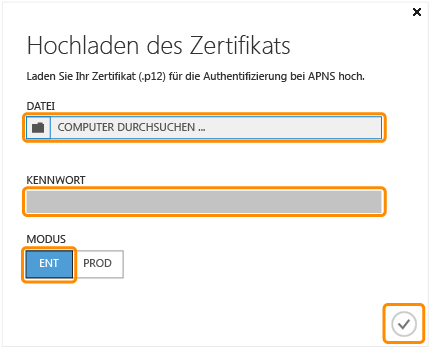 Hochladen des Zertifikats
Laden Sie Ihr Zertifikat (.p12) für die Authentifizierung bei APNS hoch.
DATEI
COMPUTER DURCHSUCHEN ...
KENNWORT
MODUS
ENT PROD